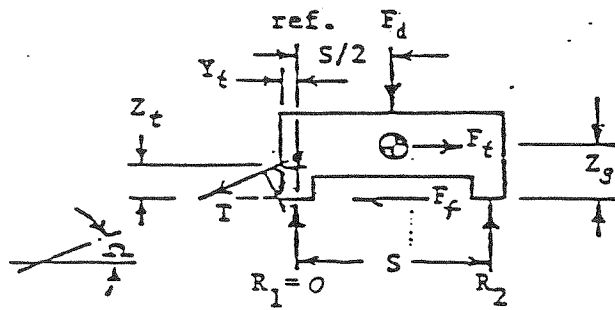 ref. F_d
S/2
Y_t
Z_t
F_t
Z_g
T
F_f
Ω
S
R_1=0
R_2